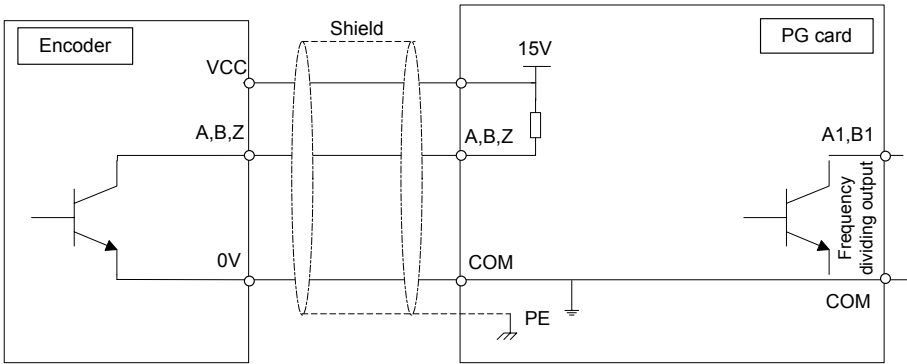 Shield
Encoder
PG card
15V
VCC
A,B,Z
A,B,Z
A1,B1
Frequency
dividing output
0V
COM
COM
PE